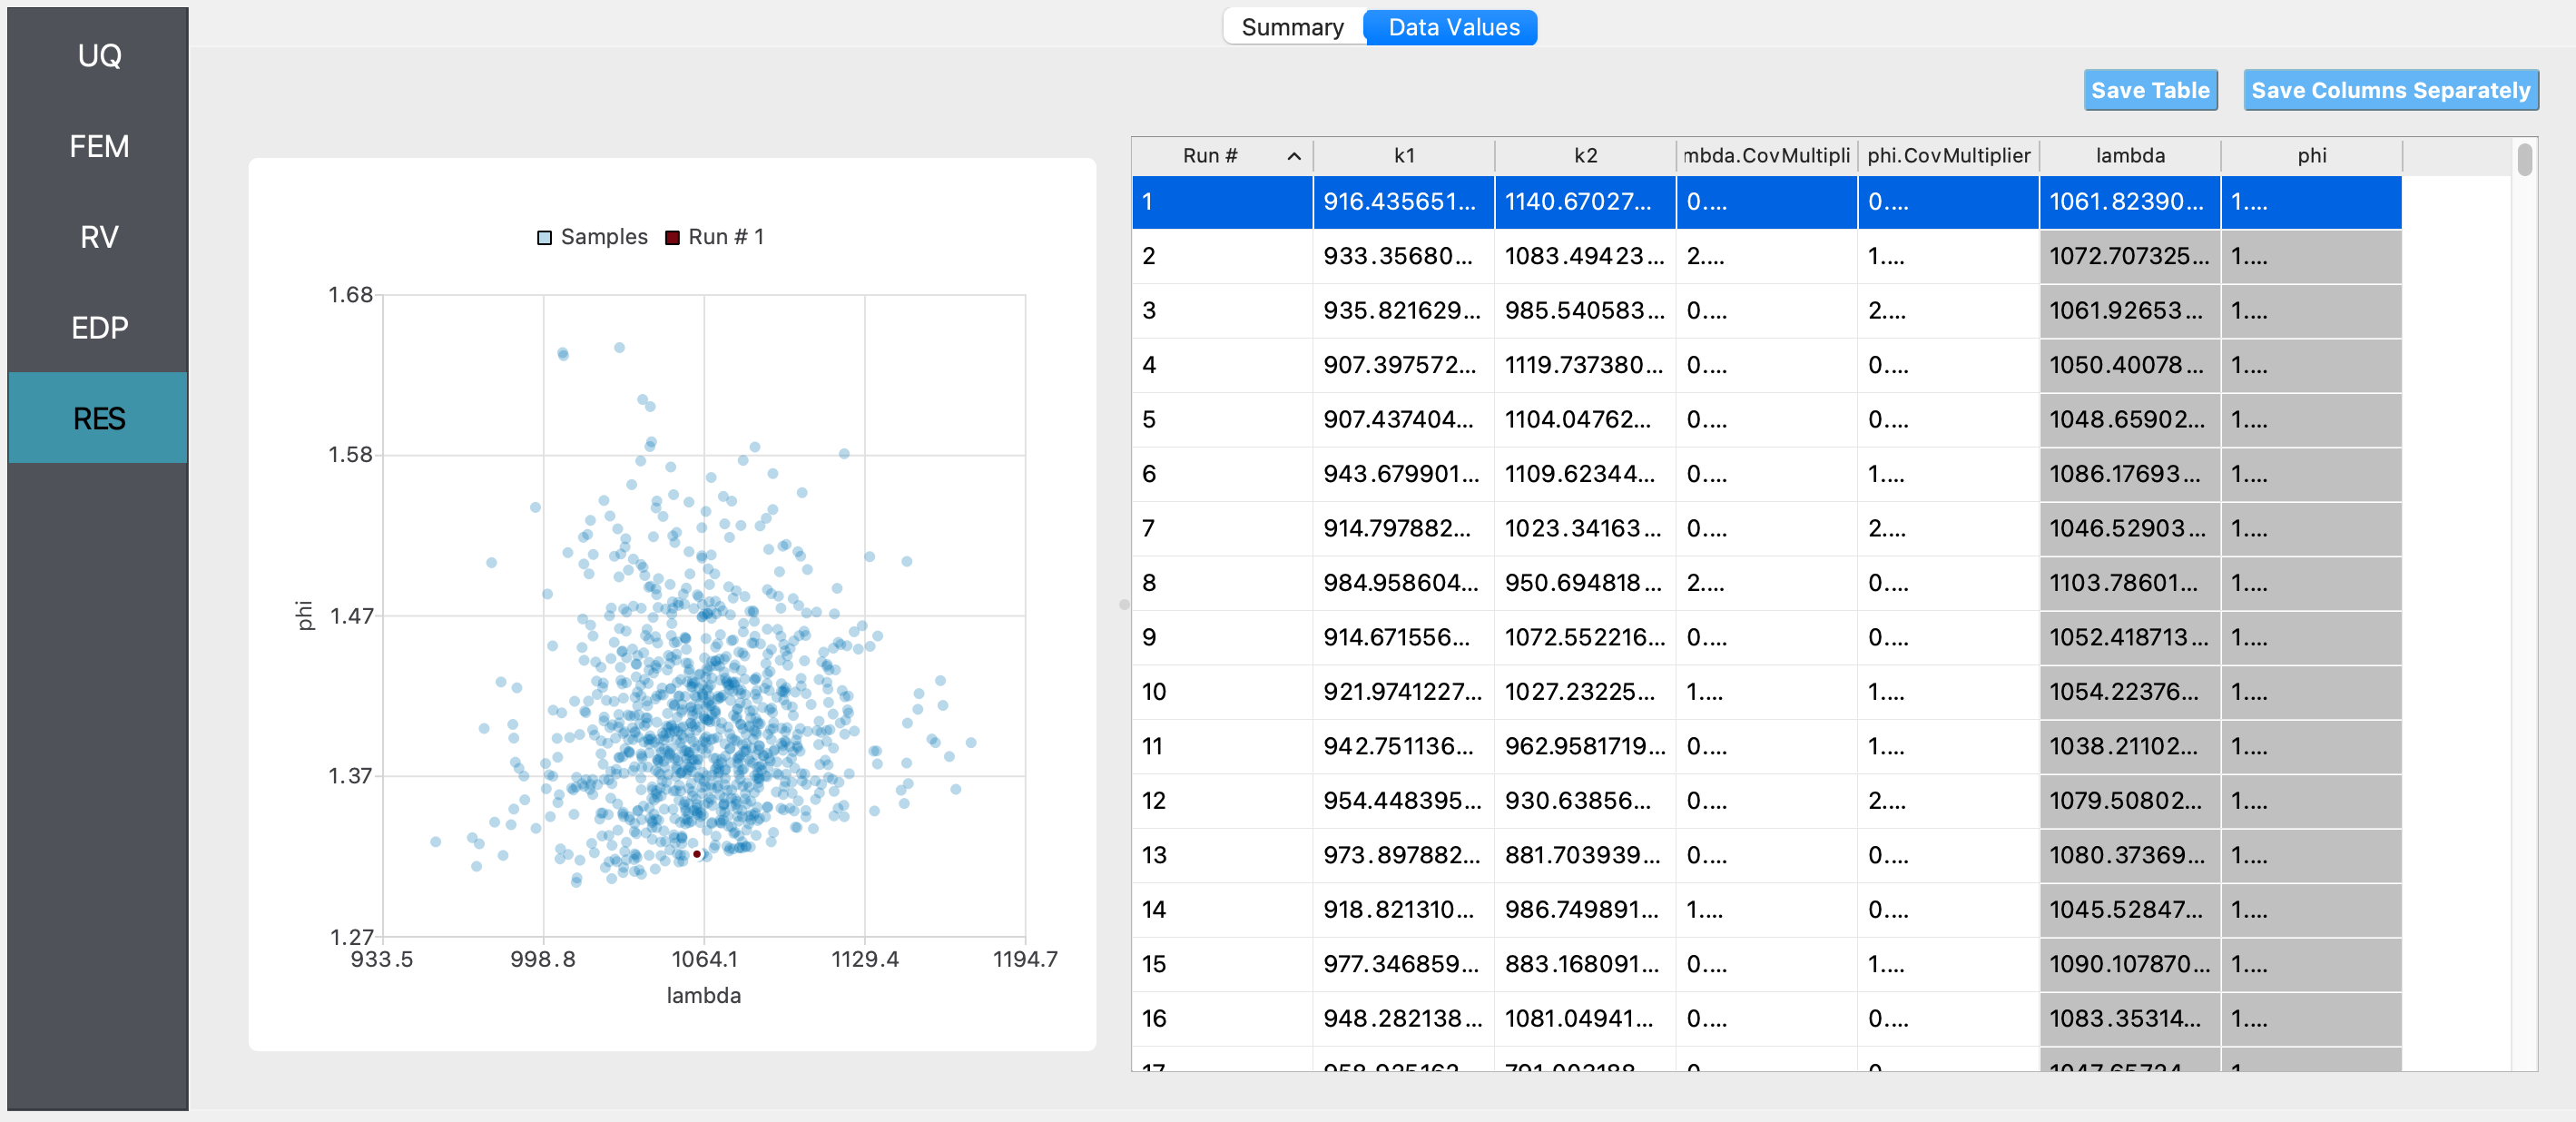 Summary Data Values
UQ
FEM
RV
EDP
RES
Save Table Save Columns Separately
Samples Run # 1
1.68
1.58
1.47
1.37
1.27
phi
933.5 998.8 1064.1 1129.4 1194.7
lambda
Run # k1 k2 mbda.CovMultipli phi.CovMultiplier lambda phi
1 916.435651... 1140.67027... 0.... 0.... 1061.82390... 1....
2 933.35680... 1083.49423... 2.... 1.... 1072.707325... 1....
3 935.821629... 985.540583... 0.... 2.... 1061.92653... 1....
4 907.397572... 1119.737380... 0.... 0.... 1050.40078... 1....
5 907.437404... 1104.04762... 0.... 0.... 1048.65902... 1....
6 943.679901... 1109.62344... 0.... 1.... 1086.17693... 1....
7 914.797882... 1023.34163... 0.... 2.... 1046.52903... 1....
8 984.958604... 950.694818... 2.... 0.... 1103.78601... 1....
9 914.671556... 1072.552216... 0.... 0.... 1052.418713... 1....
10 921.9741227... 1027.23225... 1.... 1.... 1054.22376... 1....
11 942.751136... 962.9581719... 0.... 1.... 1038.21102... 1....
12 954.448395... 930.63856... 0.... 2.... 1079.50802... 1....
13 973.897882... 881.703939... 0.... 0.... 1080.37369... 1....
14 918.821310... 986.749891... 1.... 0.... 1045.52847... 1....
15 977.346859... 883.168091... 0.... 1.... 1090.107870... 1....
16 948.282138... 1081.04941... 0.... 0.... 1083.35314... 1....
17